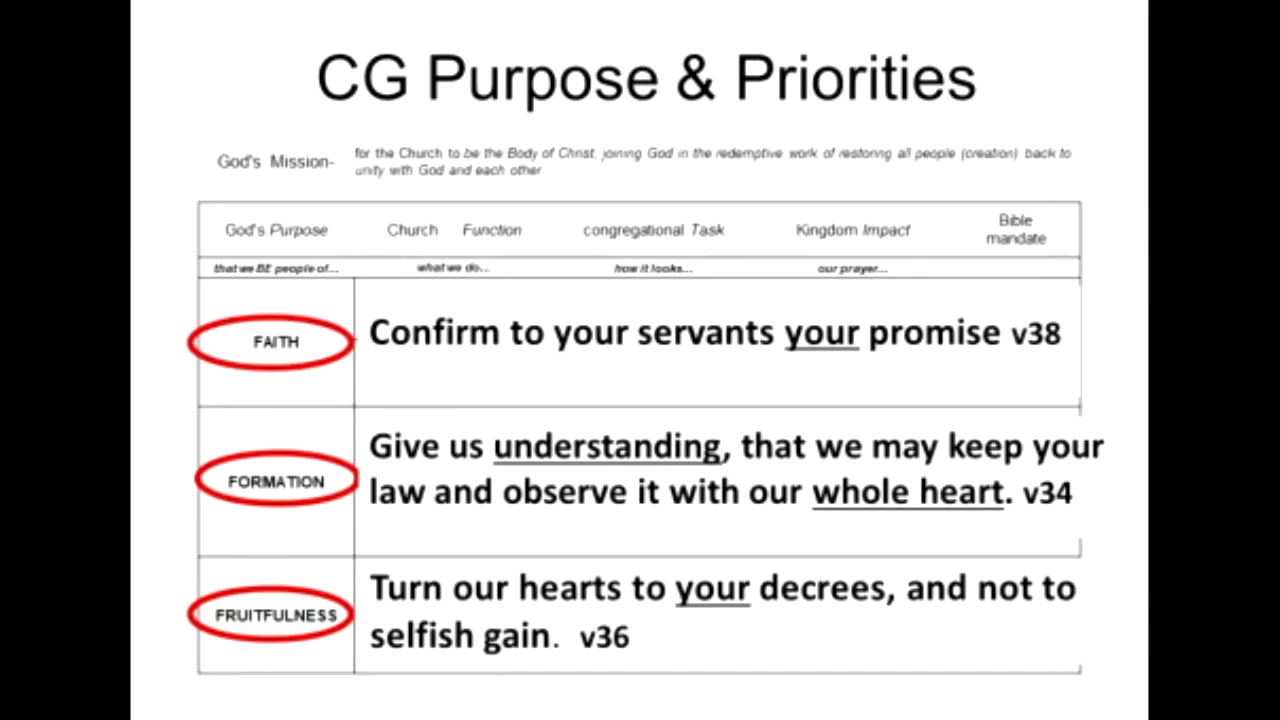 CG Purpose & Priorities
God's Mission-
for the Church to be the Body of Christ, joining God in the redemptive work of restoring all people (creation) back to
unity with God and each other
God's Purpose
Church Function
congregational Task
Kingdom Impact
Bible
mandate
that we BE people of...
what we do...
how it looks...
our prayer...
FAITH
Confirm to your servants your promise v38
FORMATION
Give us understanding, that we may keep your
law and observe it with our whole heart. v34
FRUITFULNESS
Turn our hearts to your decrees, and not to
selfish gain. v36